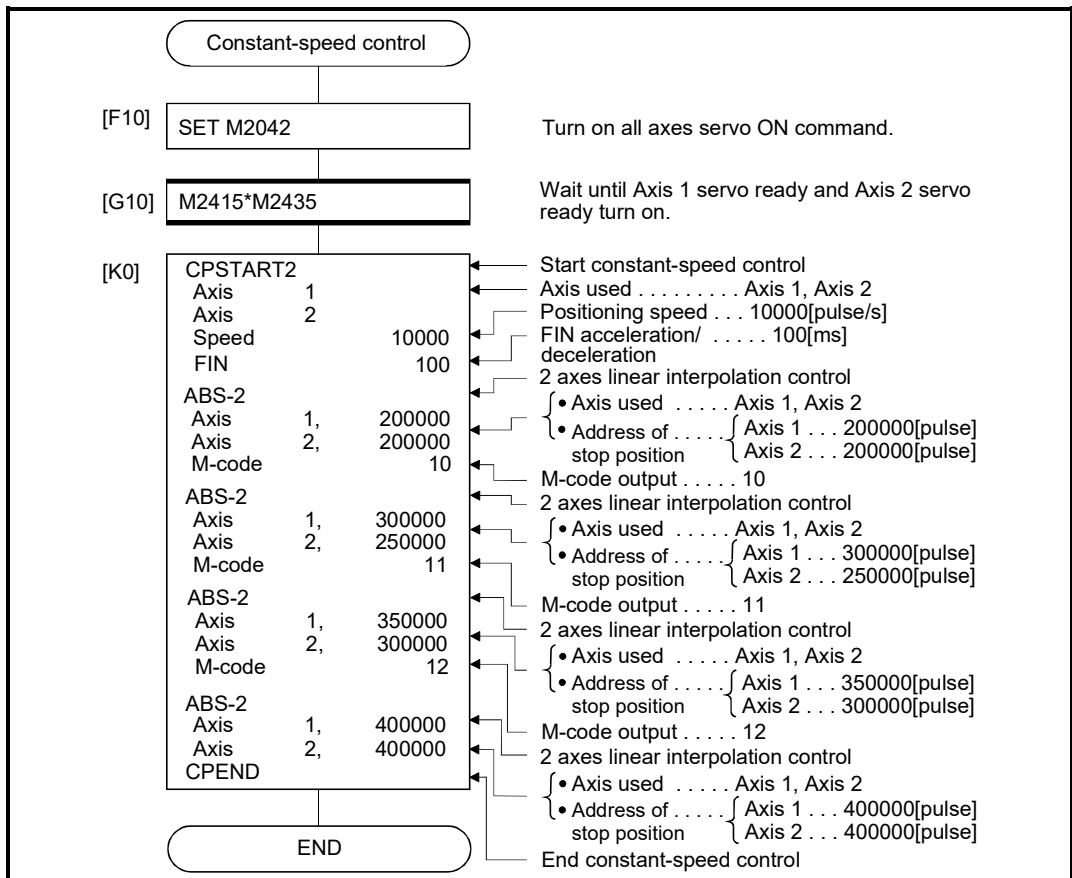 Constant-speed control
[F10] SET M2042 Turn on all axes servo ON command.
[G10] M2415*M2435 Wait until Axis 1 servo ready and Axis 2 servo
ready turn on.
[K0]
CPSTART2
Axis 1
Axis 2
Speed 10000
FIN 100
ABS-2
Axis 1, 200000
Axis 2, 200000
M-code 10
ABS-2
Axis 1, 300000
Axis 2, 250000
M-code 11
ABS-2
Axis 1, 350000
Axis 2, 300000
M-code 12
ABS-2
Axis 1, 400000
Axis 2, 400000
CPEND
Start constant-speed control
Axis used . . . . . . . . . Axis 1, Axis 2
Positioning speed . . . 10000[pulse/s]
FIN acceleration/ . . . . . 100[ms]
deceleration
2 axes linear interpolation control
• Axis used . . . . . Axis 1, Axis 2
• Address of . . . . . Axis 1 . . . 200000[pulse]
stop position Axis 2 . . . 200000[pulse]
M-code output . . . . . 10
2 axes linear interpolation control
• Axis used . . . . . Axis 1, Axis 2
• Address of . . . . . Axis 1 . . . 300000[pulse]
stop position Axis 2 . . . 250000[pulse]
M-code output . . . . . 11
2 axes linear interpolation control
• Axis used . . . . . Axis 1, Axis 2
• Address of . . . . . Axis 1 . . . 350000[pulse]
stop position Axis 2 . . . 300000[pulse]
M-code output . . . . . 12
2 axes linear interpolation control
• Axis used . . . . . Axis 1, Axis 2
• Address of . . . . . Axis 1 . . . 400000[pulse]
stop position Axis 2 . . . 400000[pulse]
End constant-speed control
END